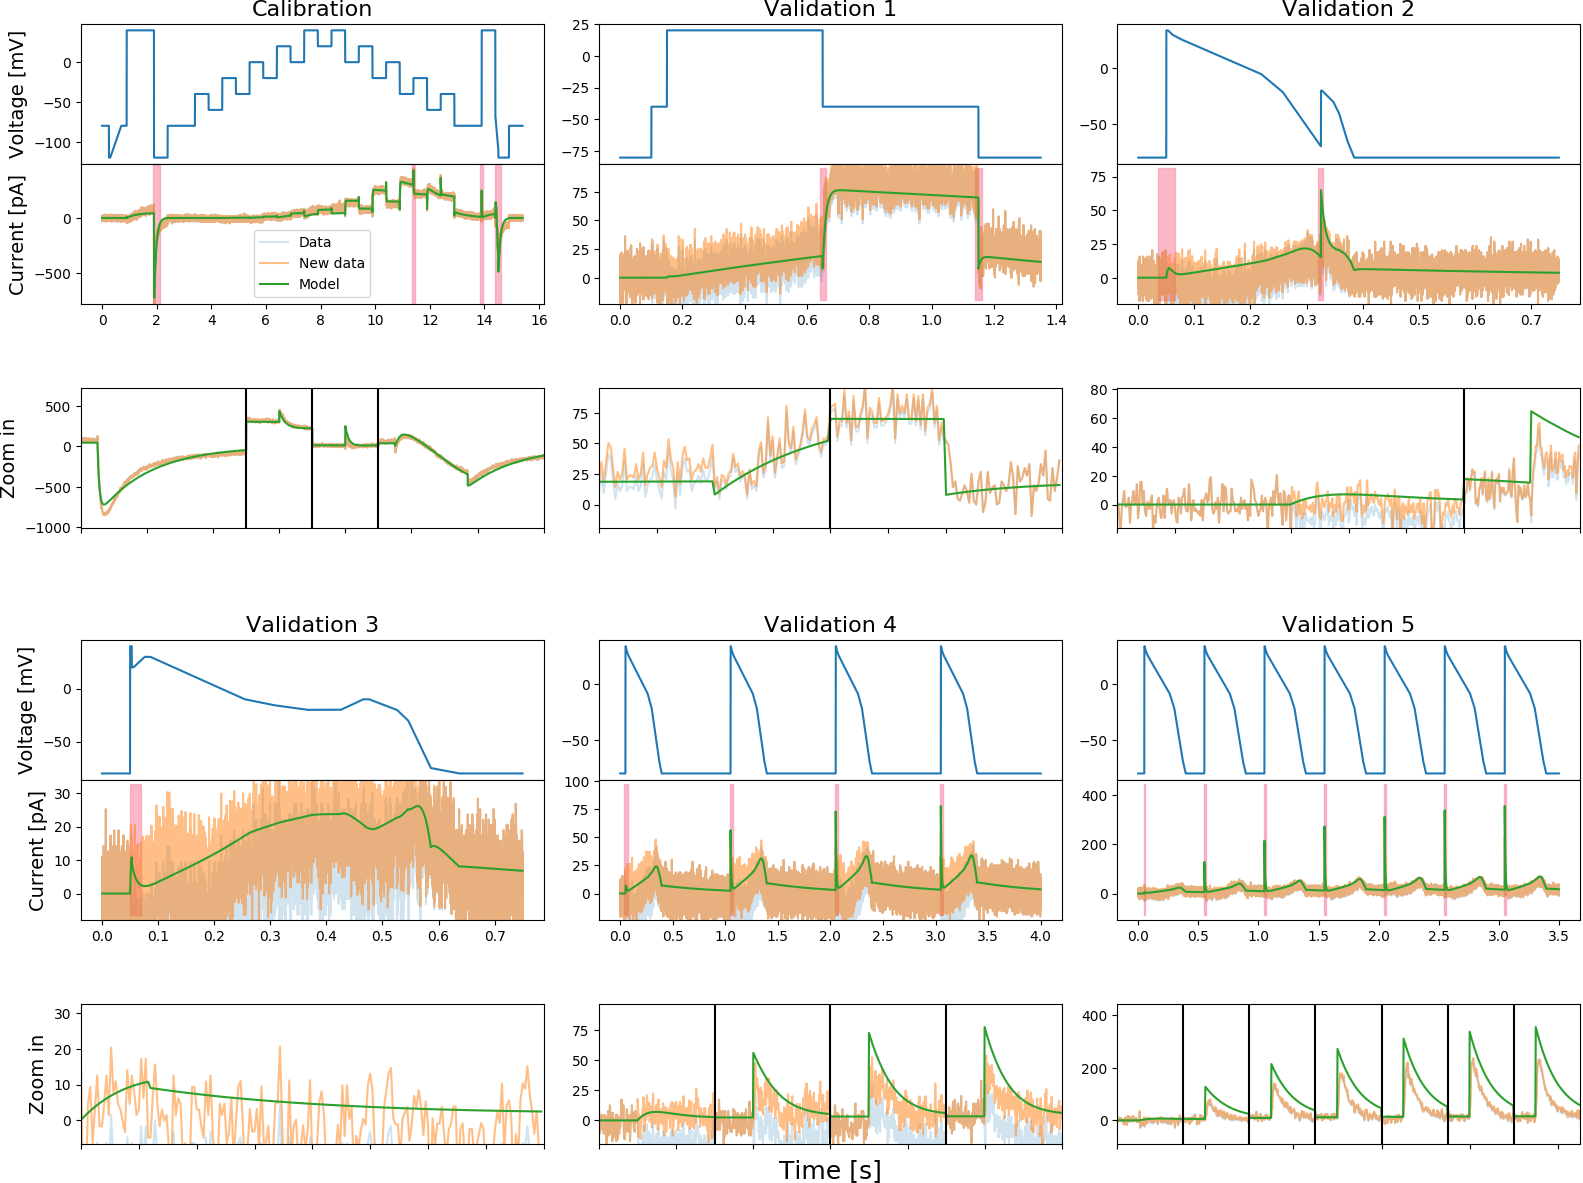 Calibration
Validation 1
Validation 2
Voltage [mV]
0
−50
−100
25
0
−25
−50
−75
0
−50
Current [pA]
0
−500
Data
New data
Model
75
50
25
0
75
50
25
0
0 2 4 6 8 10 12 14 16
0.0 0.2 0.4 0.6 0.8 1.0 1.2 1.4
0.0 0.1 0.2 0.3 0.4 0.5 0.6 0.7
Zoom in
500
0
−500
−1000
75
50
25
0
80
60
40
20
0
Validation 3
Validation 4
Validation 5
Voltage [mV]
0
−50
0
−50
0
−50
Current [pA]
30
20
10
0
100
75
50
25
0
400
200
0
0.0 0.1 0.2 0.3 0.4 0.5 0.6 0.7
0.0 0.5 1.0 1.5 2.0 2.5 3.0 3.5 4.0
0.0 0.5 1.0 1.5 2.0 2.5 3.0 3.5
Zoom in
30
20
10
0
75
50
25
0
400
200
0
Time [s]